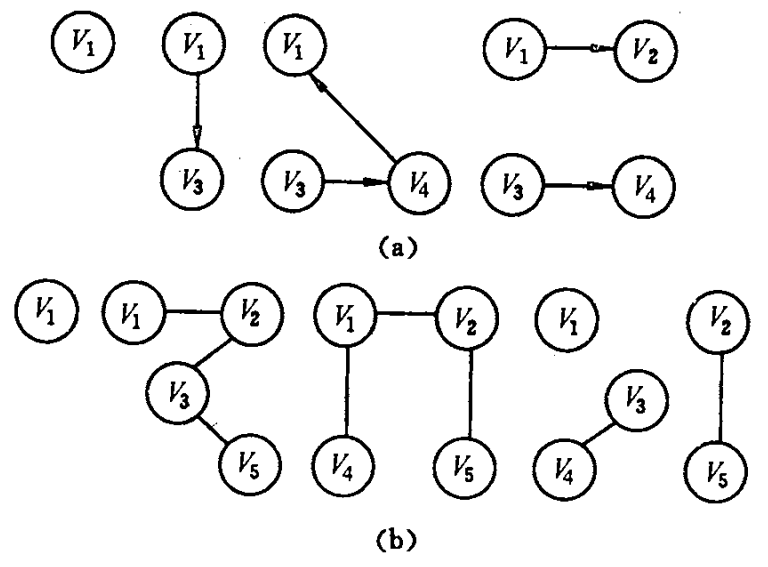 V₁ V₁ V₁ V₁ V₂
V₃ V₃ V₄ V₃ V₄
(a)
V₁ V₁ V₂ V₁ V₂ V₁ V₂
V₃ V₃
V₅ V₄ V₅ V₄ V₅
(b)